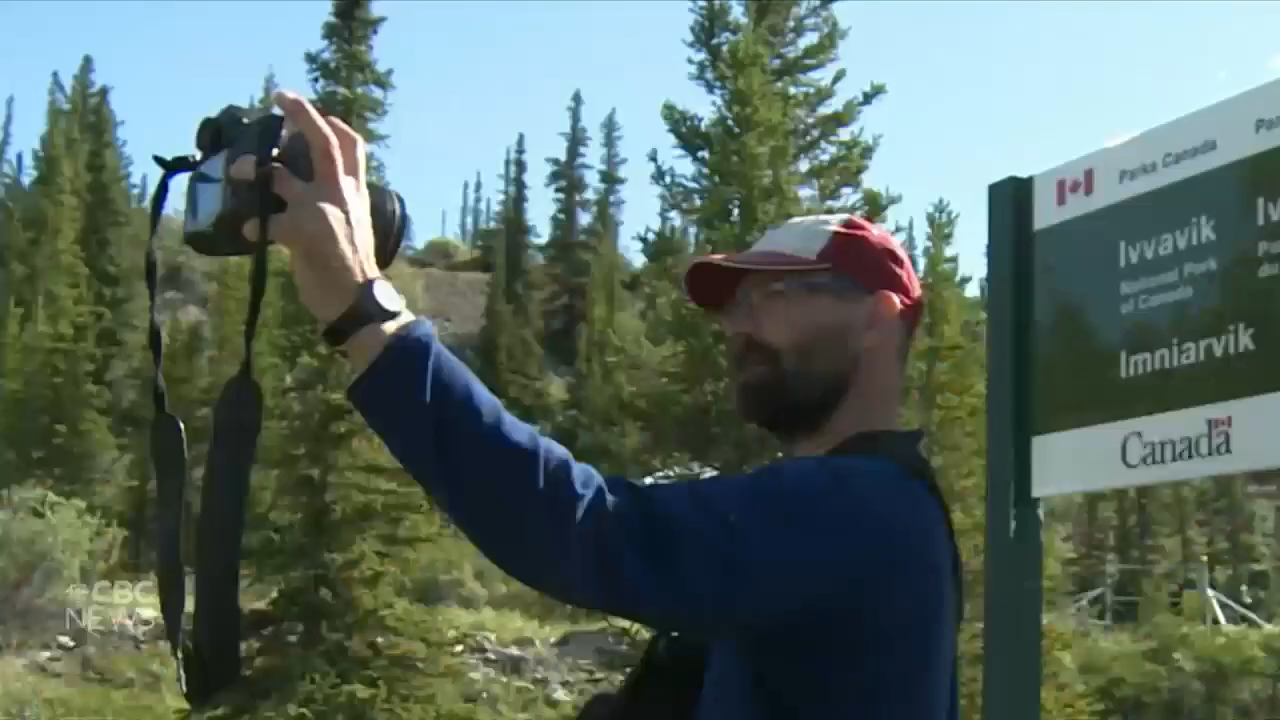 Parks Canada
Ivvavik
National Park
of Canada
Imniarvik
Canada
CBC
NEWS